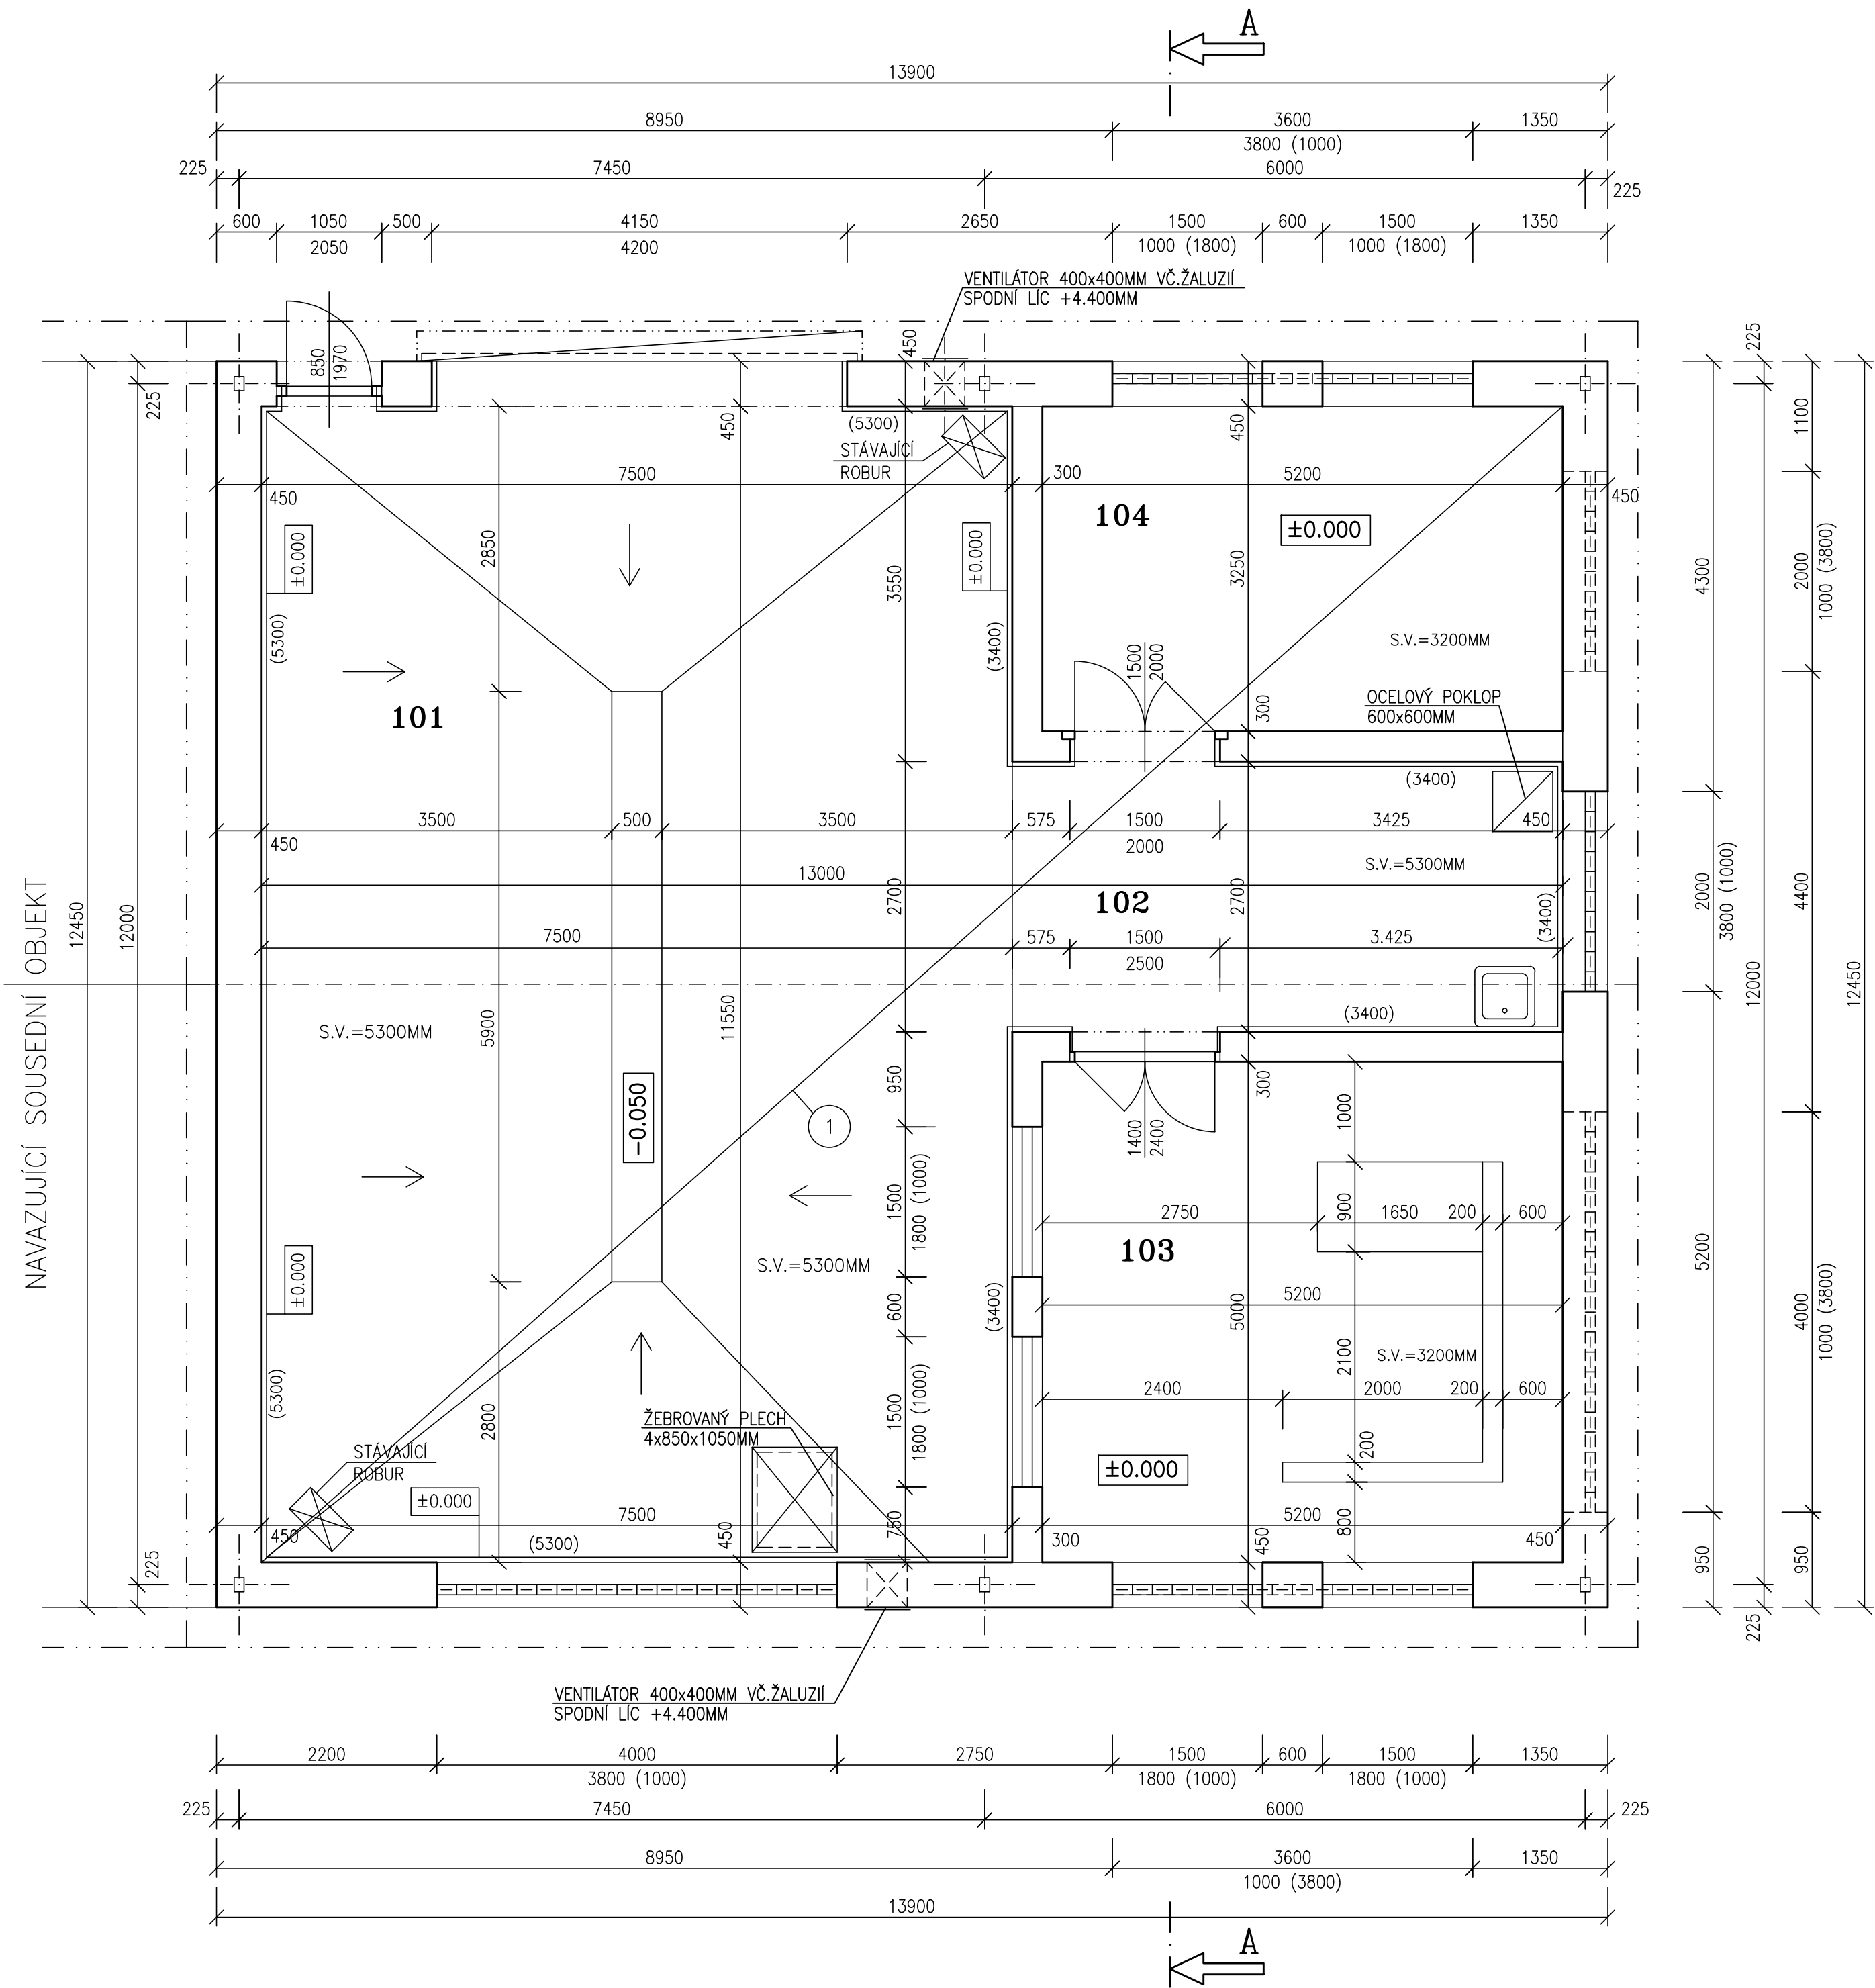 A
13900
8950 3600 1350
3800 (1000)
225 7450 6000 225
600 1050 500 4150 2650 1500 600 1500 1350
2050 4200 1000 (1800) 1000 (1800)
VENTILÁTOR 400x400MM VČ.ŽALUZIÍ
SPODNÍ LÍC +4.400MM
850
1970
450
225
225
(5300)
STÁVAJÍCÍ
ROBUR
450
450
7500 300 5200
450 450
104
±0.000
±0.000
±0.000
2850
3550
3250
1100
2000
1000 (3800)
4300
(5300)
(3400)
S.V.=3200MM
1500
2000
300
OCELOVÝ POKLOP
600x600MM
101
(3400)
3500 500 3500 575 1500 3425 450
450 2000
S.V.=5300MM
13000
102
2700
2700
(3400)
2000
3800 (1000)
4400
7500 575 1500 3.425
2500
NAVAZUJÍCÍ SOUSEDNÍ OBJEKT
12450
12000
12000
12450
S.V.=5300MM
5900
11550
(3400)
950
300
1000
-0.050
1
1400
2400
1500
1800 (1000)
2750 900 1650 200 600
103
S.V.=5300MM
±0.000
5200
5200
600
(3400)
5000
2100
S.V.=3200MM
4000
1000 (3800)
(5300)
2800
2400 2000 200 600
1500
1800 (1000)
ŽEBROVANÝ PLECH
4x850x1050MM
STÁVAJÍCÍ
ROBUR
200
±0.000
±0.000
7500 5200
450 (5300) 450 750 300 450 800 450
225
950
950
225
VENTILÁTOR 400x400MM VČ.ŽALUZIÍ
SPODNÍ LÍC +4.400MM
2200 4000 2750 1500 600 1500 1350
3800 (1000) 1800 (1000) 1800 (1000)
225 7450 6000 225
8950 3600 1350
1000 (3800)
13900
A